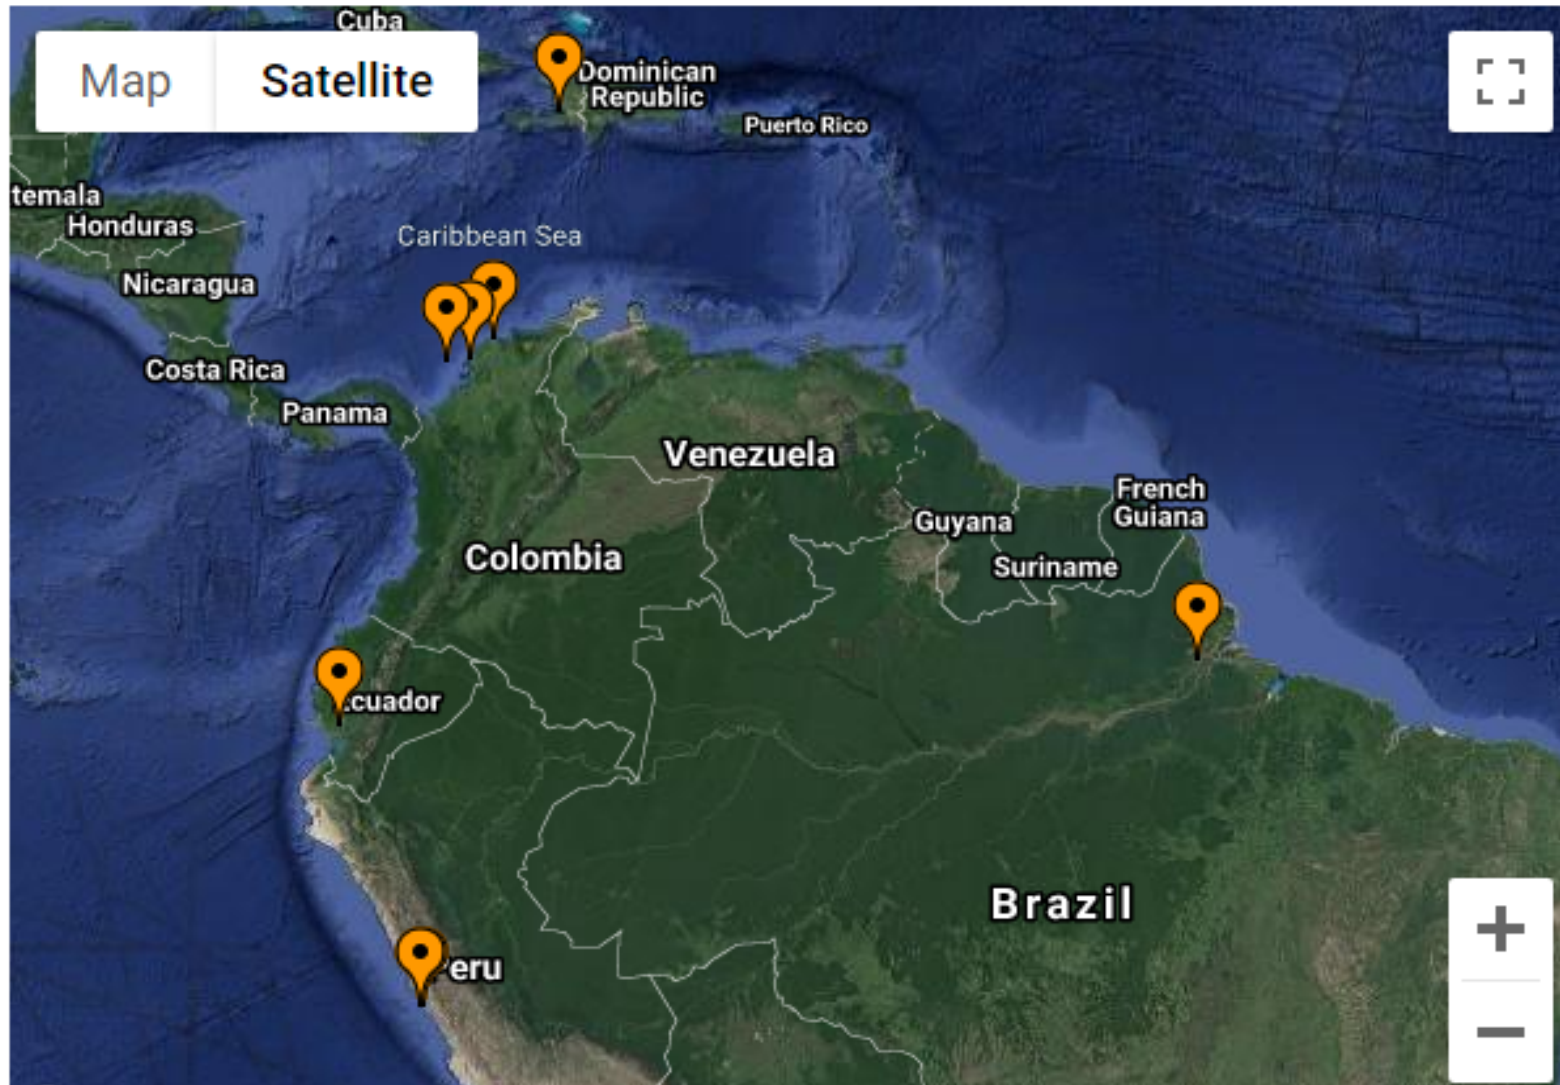 Cuba
Map
Satellite
Dominican
Republic
Puerto Rico
temala
Honduras
Caribbean Sea
Nicaragua
Costa Rica
Panama
Venezuela
French
Guiana
Guyana
Colombia
Suriname
cuador
Brazil
eru